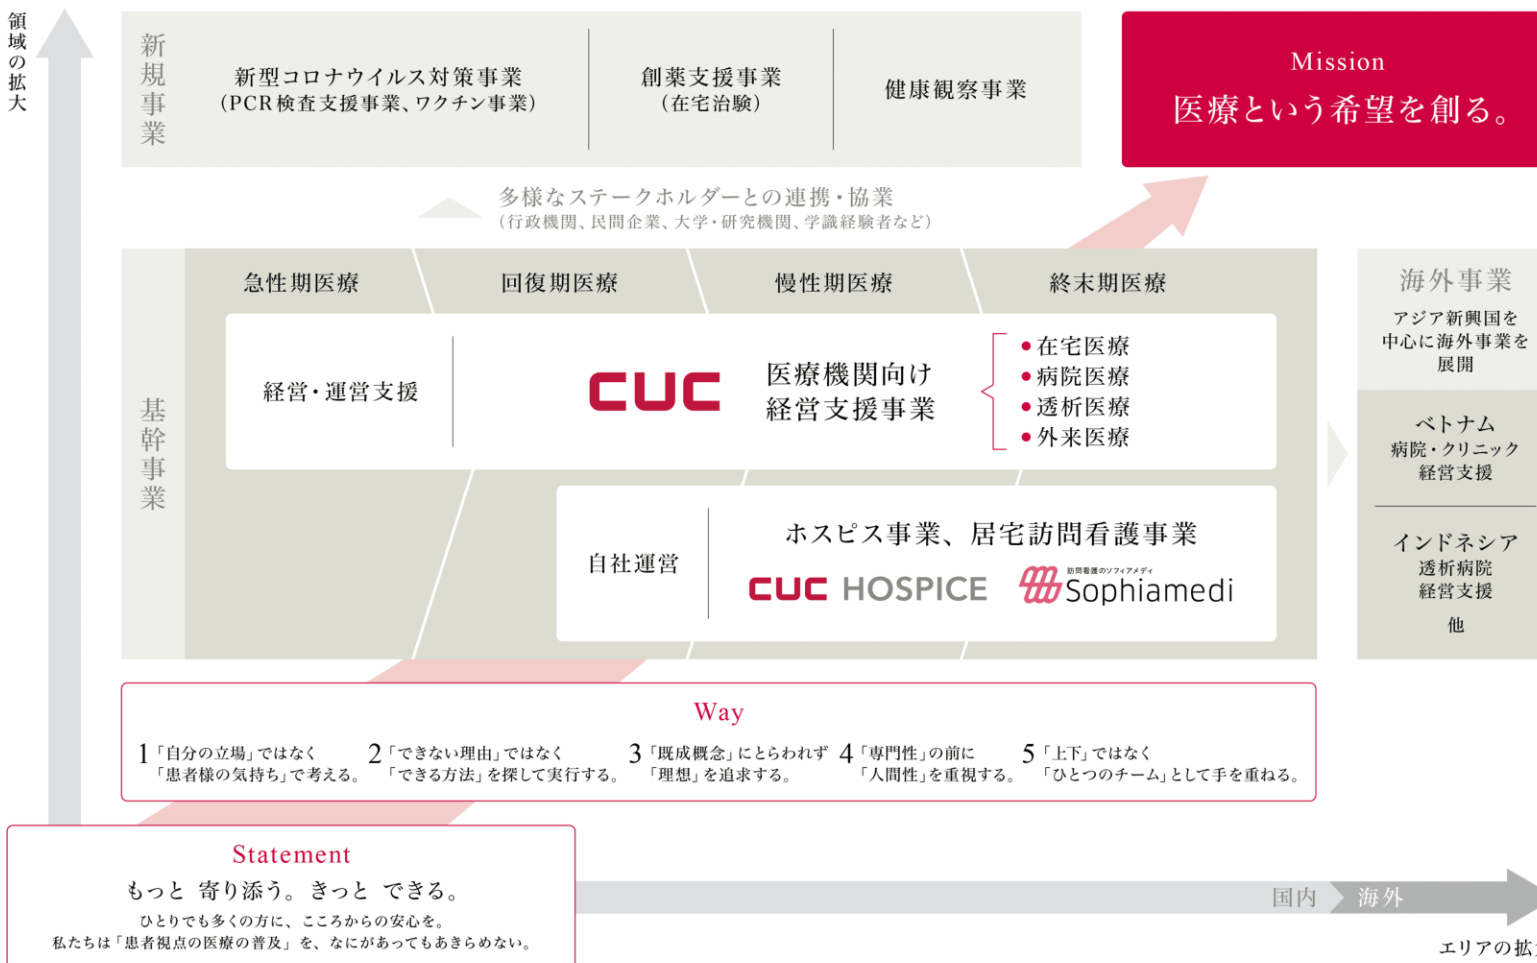 領域の拡大
新規事業
新型コロナウイルス対策事業
(PCR検査支援事業、ワクチン事業)
創薬支援事業
(在宅治験)
健康観察事業
Mission
医療という希望を創る。
多様なステークホルダーとの連携・協業
(行政機関、民間企業、大学・研究機関、学識経験者など)
基幹事業
急性期医療
回復期医療
慢性期医療
終末期医療
経営・運営支援
CUC
医療機関向け
経営支援事業
•在宅医療
•病院医療
•透析医療
•外来医療
自社運営
ホスピス事業、居宅訪問看護事業
CUC HOSPICE
訪問看護のソフィアメディ
Sophiamedi
海外事業
アジア新興国を
中心に海外事業を
展開
ベトナム
病院・クリニック
経営支援
インドネシア
透析病院
経営支援
他
Way
1「自分の立場」ではなく
「患者様の気持ち」で考える。
2「できない理由」ではなく
「できる方法」を探して実行する。
3「既成概念」にとらわれず
「理想」を追求する。
4「専門性」の前に
「人間性」を重視する。
5「上下」ではなく
「ひとつのチーム」として手を重ねる。
Statement
もっと 寄り添う。きっと できる。
ひとりでも多くの方に、こころからの安心を。
私たちは「患者視点の医療の普及」を、なにがあってもあきらめない。
国内
海外
エリアの拡